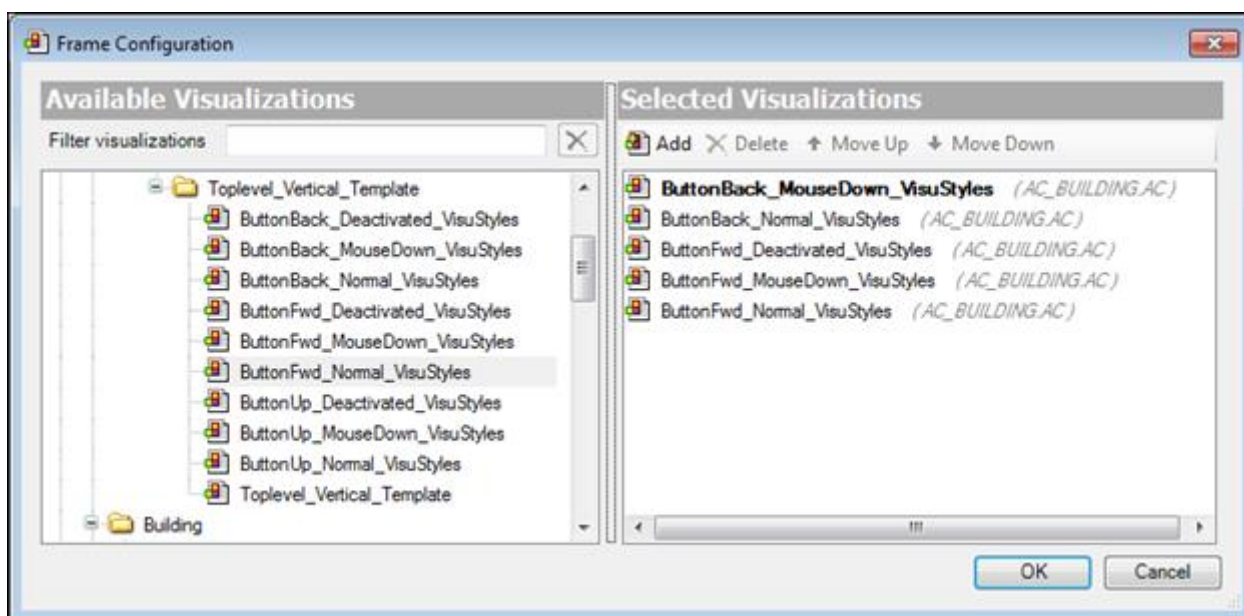 Frame Configuration
Available Visualizations
Filter visualizations
Toplevel_Vertical_Template
ButtonBack_Deactivated_VisuStyles
ButtonBack_MouseDown_VisuStyles
ButtonBack_Normal_VisuStyles
ButtonFwd_Deactivated_VisuStyles
ButtonFwd_MouseDown_VisuStyles
ButtonFwd_Normal_VisuStyles
ButtonUp_Deactivated_VisuStyles
ButtonUp_MouseDown_VisuStyles
ButtonUp_Normal_VisuStyles
Toplevel_Vertical_Template
Building
Selected Visualizations
Add Delete Move Up Move Down
ButtonBack_MouseDown_VisuStyles (AC_BUILDING.AC)
ButtonBack_Normal_VisuStyles (AC_BUILDING.AC)
ButtonFwd_Deactivated_VisuStyles (AC_BUILDING.AC)
ButtonFwd_MouseDown_VisuStyles (AC_BUILDING.AC)
ButtonFwd_Normal_VisuStyles (AC_BUILDING.AC)
OK Cancel